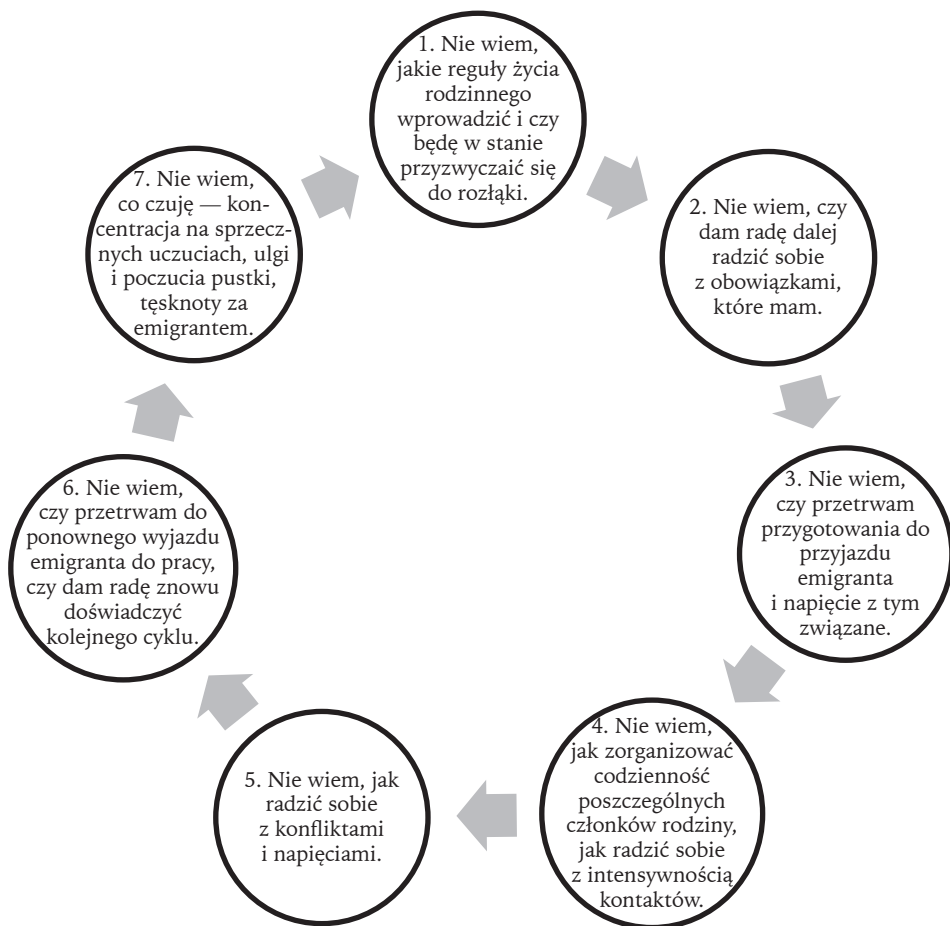 1. Nie wiem,
jakie reguły życia
rodzinnego
wprowadzić i czy
będę w stanie
przyzwyczaić się
do rozłąki.
2. Nie wiem, czy
dam radę dalej
radzić sobie
z obowiązkami,
które mam.
3. Nie wiem,
czy przetrwam
przygotowania do
przyjazdu
emigranta
i napięcie z tym
związane.
4. Nie wiem,
jak zorganizować
codzienność
poszczególnych
członków rodziny,
jak radzić sobie
z intensywnością
kontaktów.
5. Nie wiem, jak
radzić sobie
z konfliktami
i napięciami.
6. Nie wiem,
czy przetrwam do
ponownego wyjazdu
emigranta do pracy,
czy dam radę znowu
doświadczyć
kolejnego cyklu.
7. Nie wiem,
co czuję — kon-
centracja na sprzecz-
nych uczuciach, ulgi
i poczucia pustki,
tęsknoty za
emigrantem.